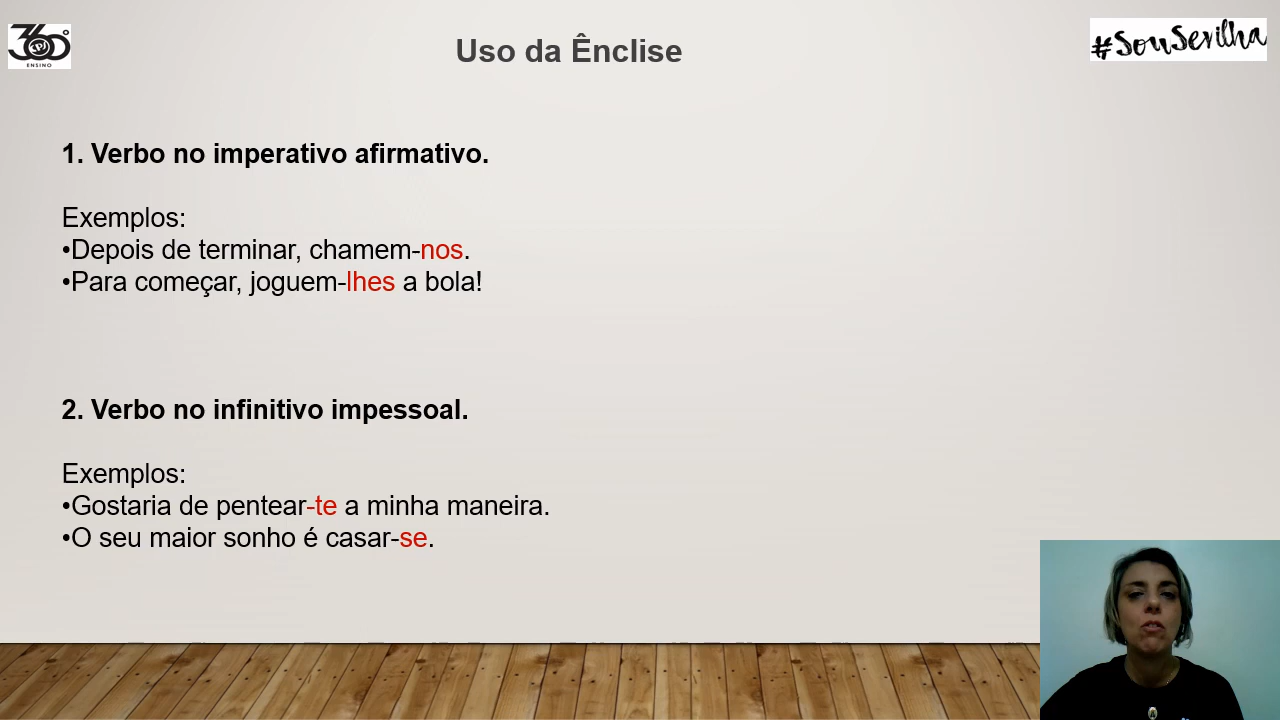 360°
ENSINO
Uso da Ênclise
#SouSevilha
1. Verbo no imperativo afirmativo.
Exemplos:
•Depois de terminar, chamem-nos.
•Para começar, joguem-lhes a bola!
2. Verbo no infinitivo impessoal.
Exemplos:
•Gostaria de pentear-te a minha maneira.
•O seu maior sonho é casar-se.